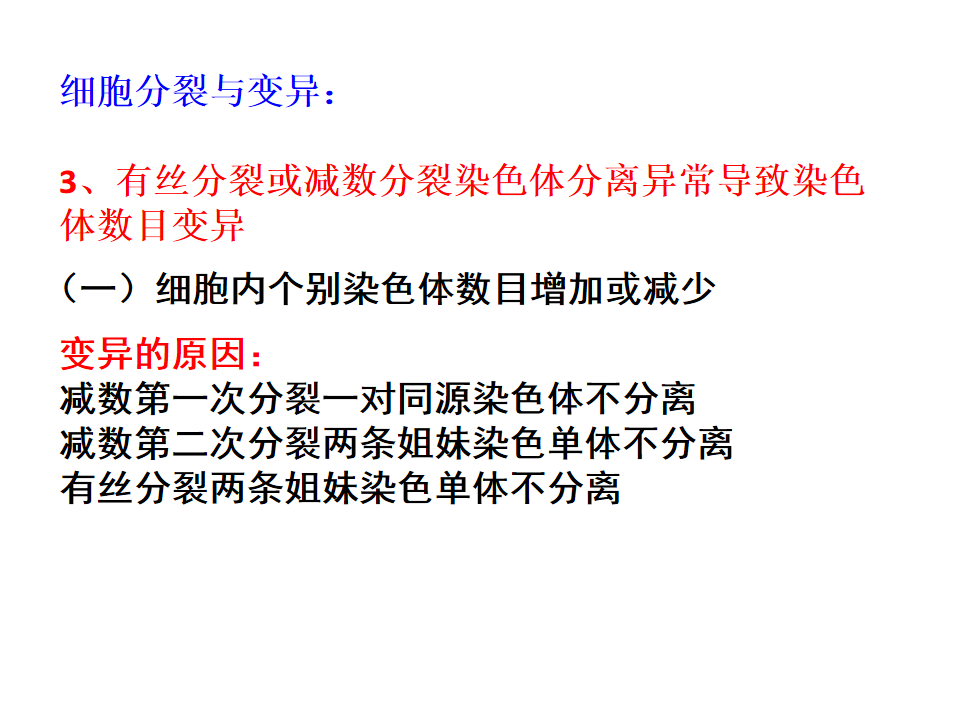 细胞分裂与变异：
3、有丝分裂或减数分裂染色体分离异常导致染色
体数目变异
（一）细胞内个别染色体数目增加或减少
变异的原因：
减数第一次分裂一对同源染色体不分离
减数第二次分裂两条姐妹染色单体不分离
有丝分裂两条姐妹染色单体不分离